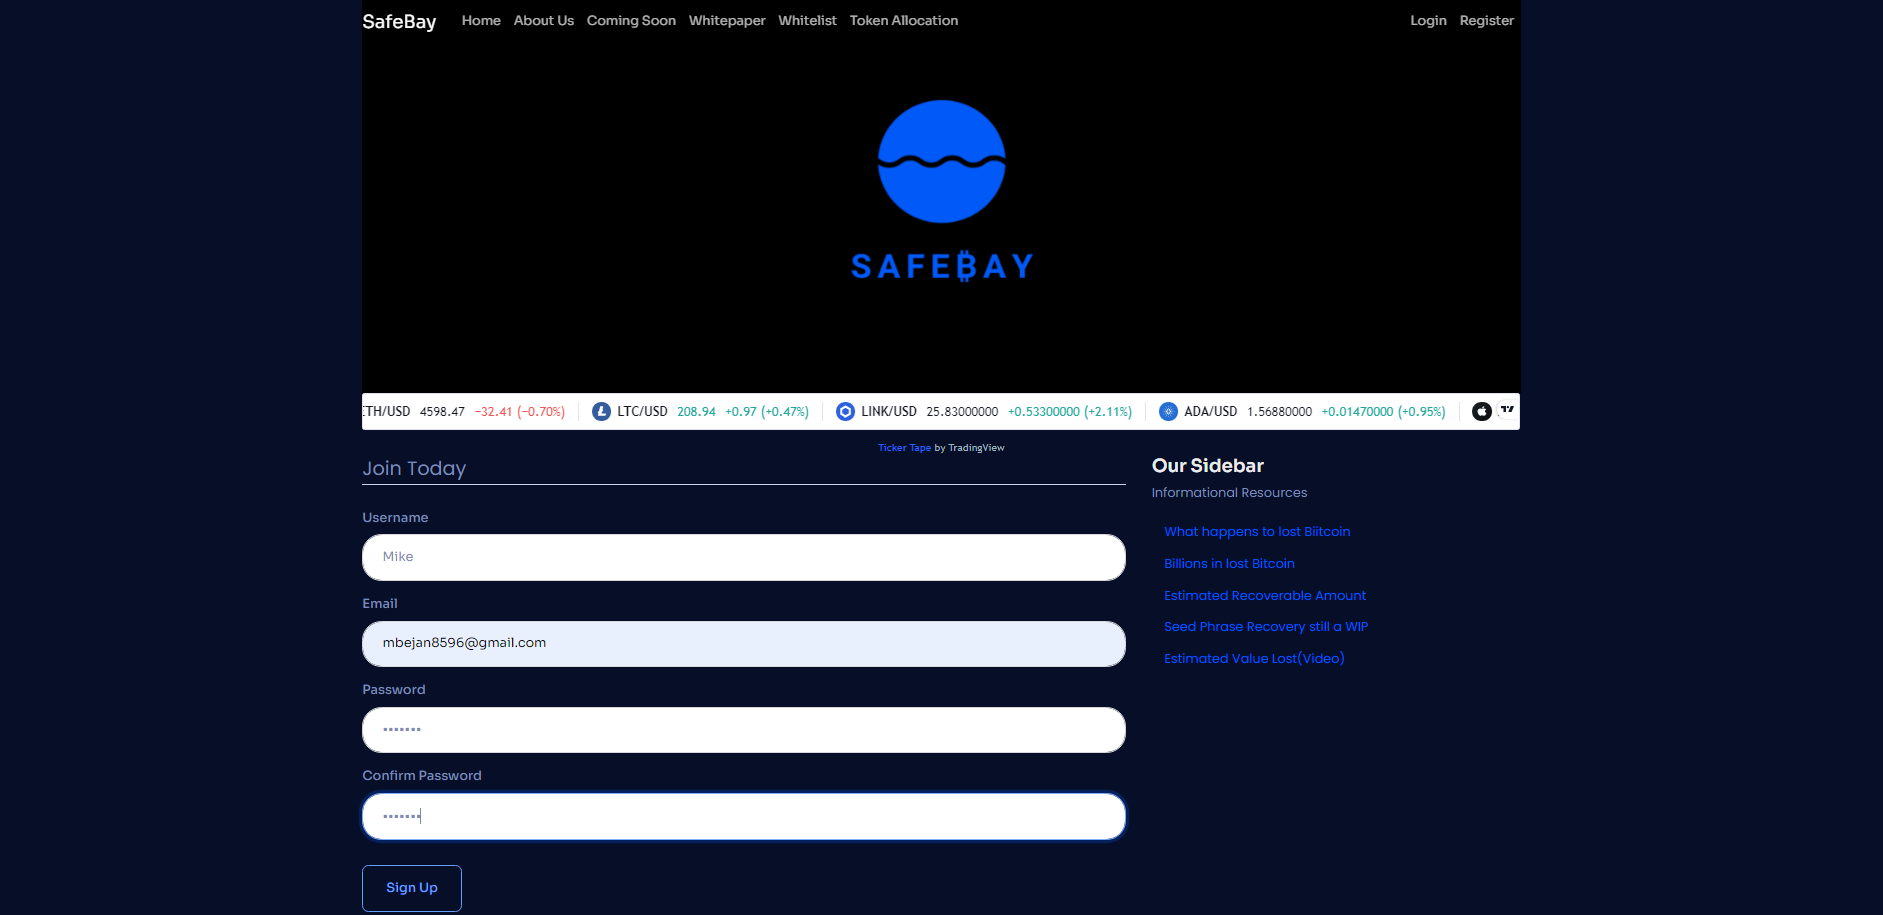 SafeBay Home About Us Coming Soon Whitepaper Whitelist Token Allocation Login Register
SAFE₿AY
ETH/USD 4598.47 −32.41 (−0.70%) LTC/USD 208.94 +0.97 (+0.47%) LINK/USD 25.83000000 +0.53300000 (+2.11%) ADA/USD 1.56880000 +0.01470000 (+0.95%)
Ticker Tape by TradingView
Join Today
Username
Mike
Email
mbejan8596@gmail.com
Password
•••••••
Confirm Password
•••••••
Sign Up
Our Sidebar
Informational Resources
What happens to lost Biitcoin
Billions in lost Bitcoin
Estimated Recoverable Amount
Seed Phrase Recovery still a WIP
Estimated Value Lost(Video)